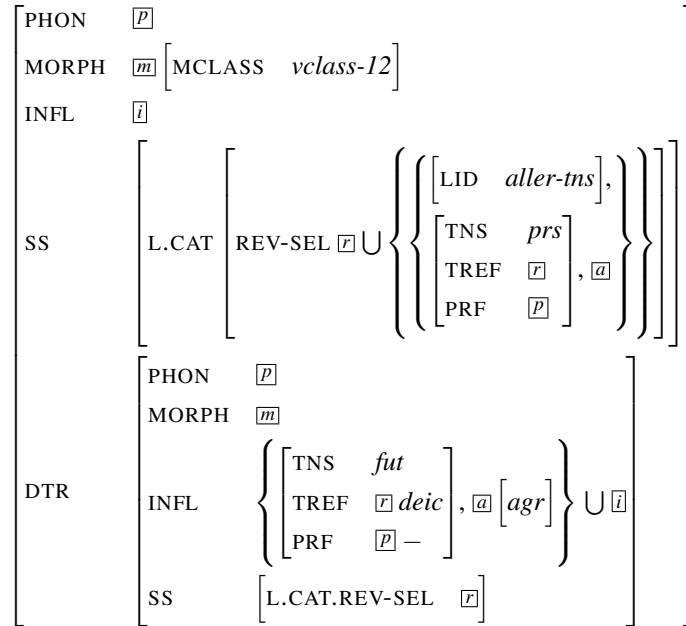 PHON p
MORPH m [MCLASS vclass-12]
INFL i
SS [L.CAT [REV-SEL r ∪ { { [LID aller-tns],
[TNS prs
TREF r
PRF p], a } } ] ]
DTR [PHON p
MORPH m
INFL { [TNS fut
TREF r deic
PRF p −], a [agr] } ∪ i
SS [L.CAT.REV-SEL r] ]